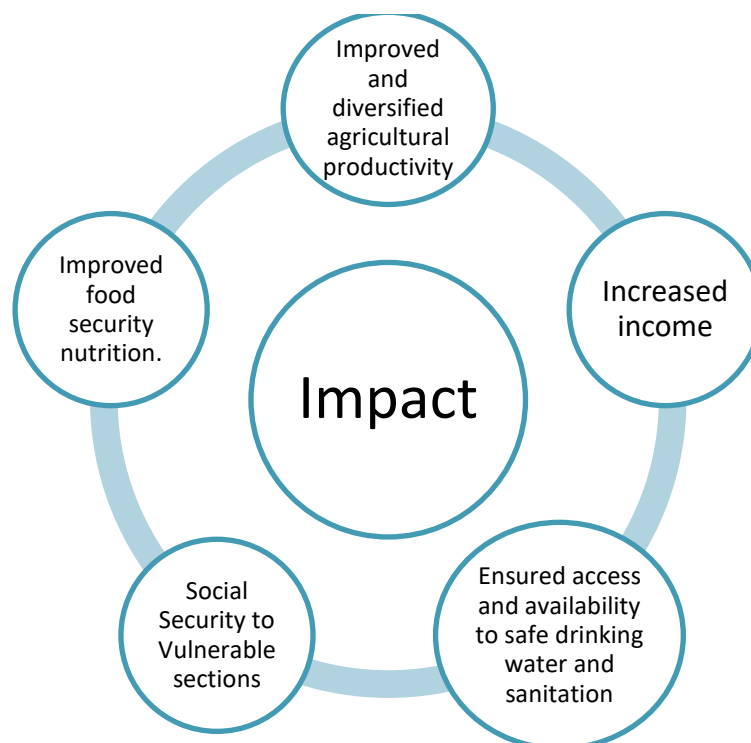 Improved
and
diversified
agricultural
productivity
Increased
income
Ensured access
and availability
to safe drinking
water and
sanitation
Social
Security to
Vulnerable
sections
Improved
food
security
nutrition.
Impact